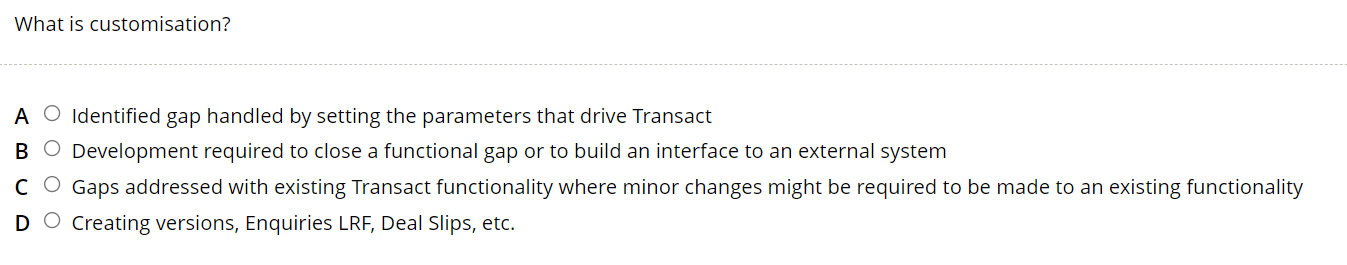 What is customisation?
A Identified gap handled by setting the parameters that drive Transact
B Development required to close a functional gap or to build an interface to an external system
C Gaps addressed with existing Transact functionality where minor changes might be required to be made to an existing functionality
D Creating versions, Enquiries LRF, Deal Slips, etc.